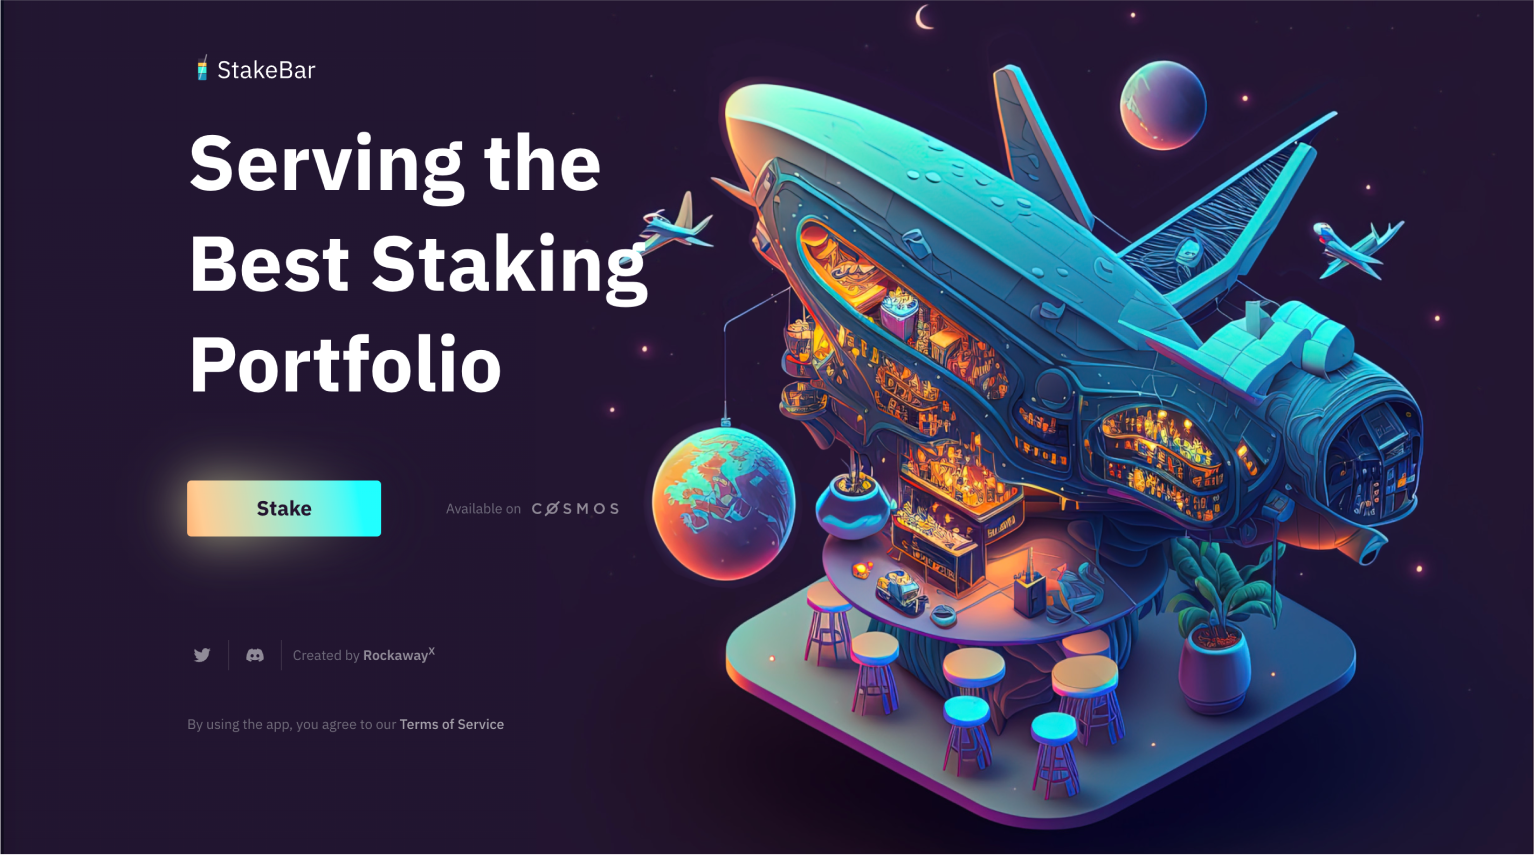 StakeBar
Serving the
Best Staking
Portfolio
Stake
Available on COSMOS
Created by RockawayX
By using the app, you agree to our Terms of Service